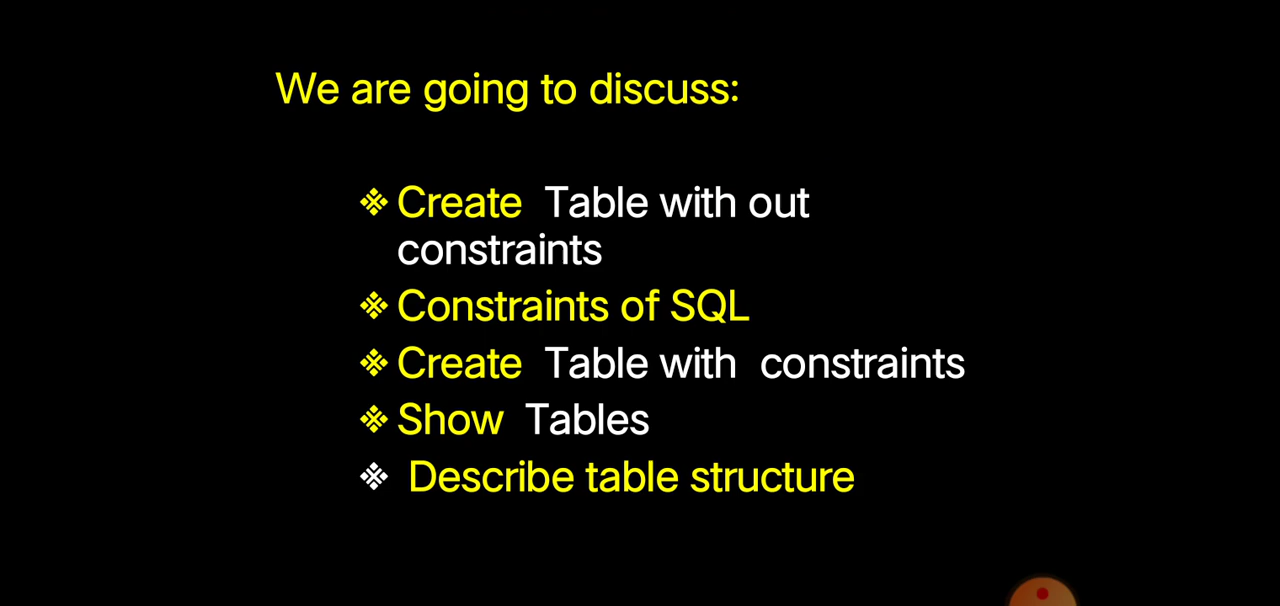 We are going to discuss:
❖ Create Table with out
constraints
❖ Constraints of SQL
❖ Create Table with constraints
❖ Show Tables
❖ Describe table structure